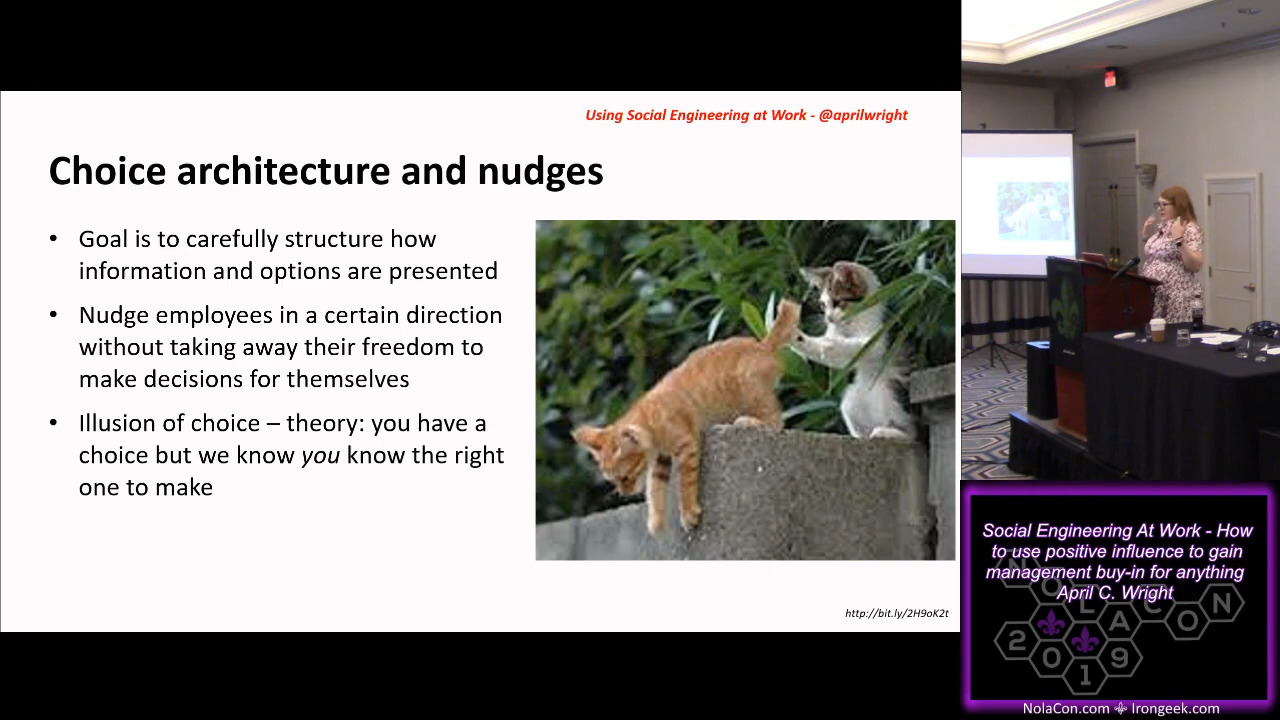 Using Social Engineering at Work - @aprilwright
Choice architecture and nudges
• Goal is to carefully structure how
information and options are presented
• Nudge employees in a certain direction
without taking away their freedom to
make decisions for themselves
• Illusion of choice – theory: you have a
choice but we know you know the right
one to make
http://bit.ly/2H9oK2t
Social Engineering At Work - How
to use positive influence to gain
management buy-in for anything
April C. Wright
NOLACON
2019
NolaCon.com ⚜ Irongeek.com